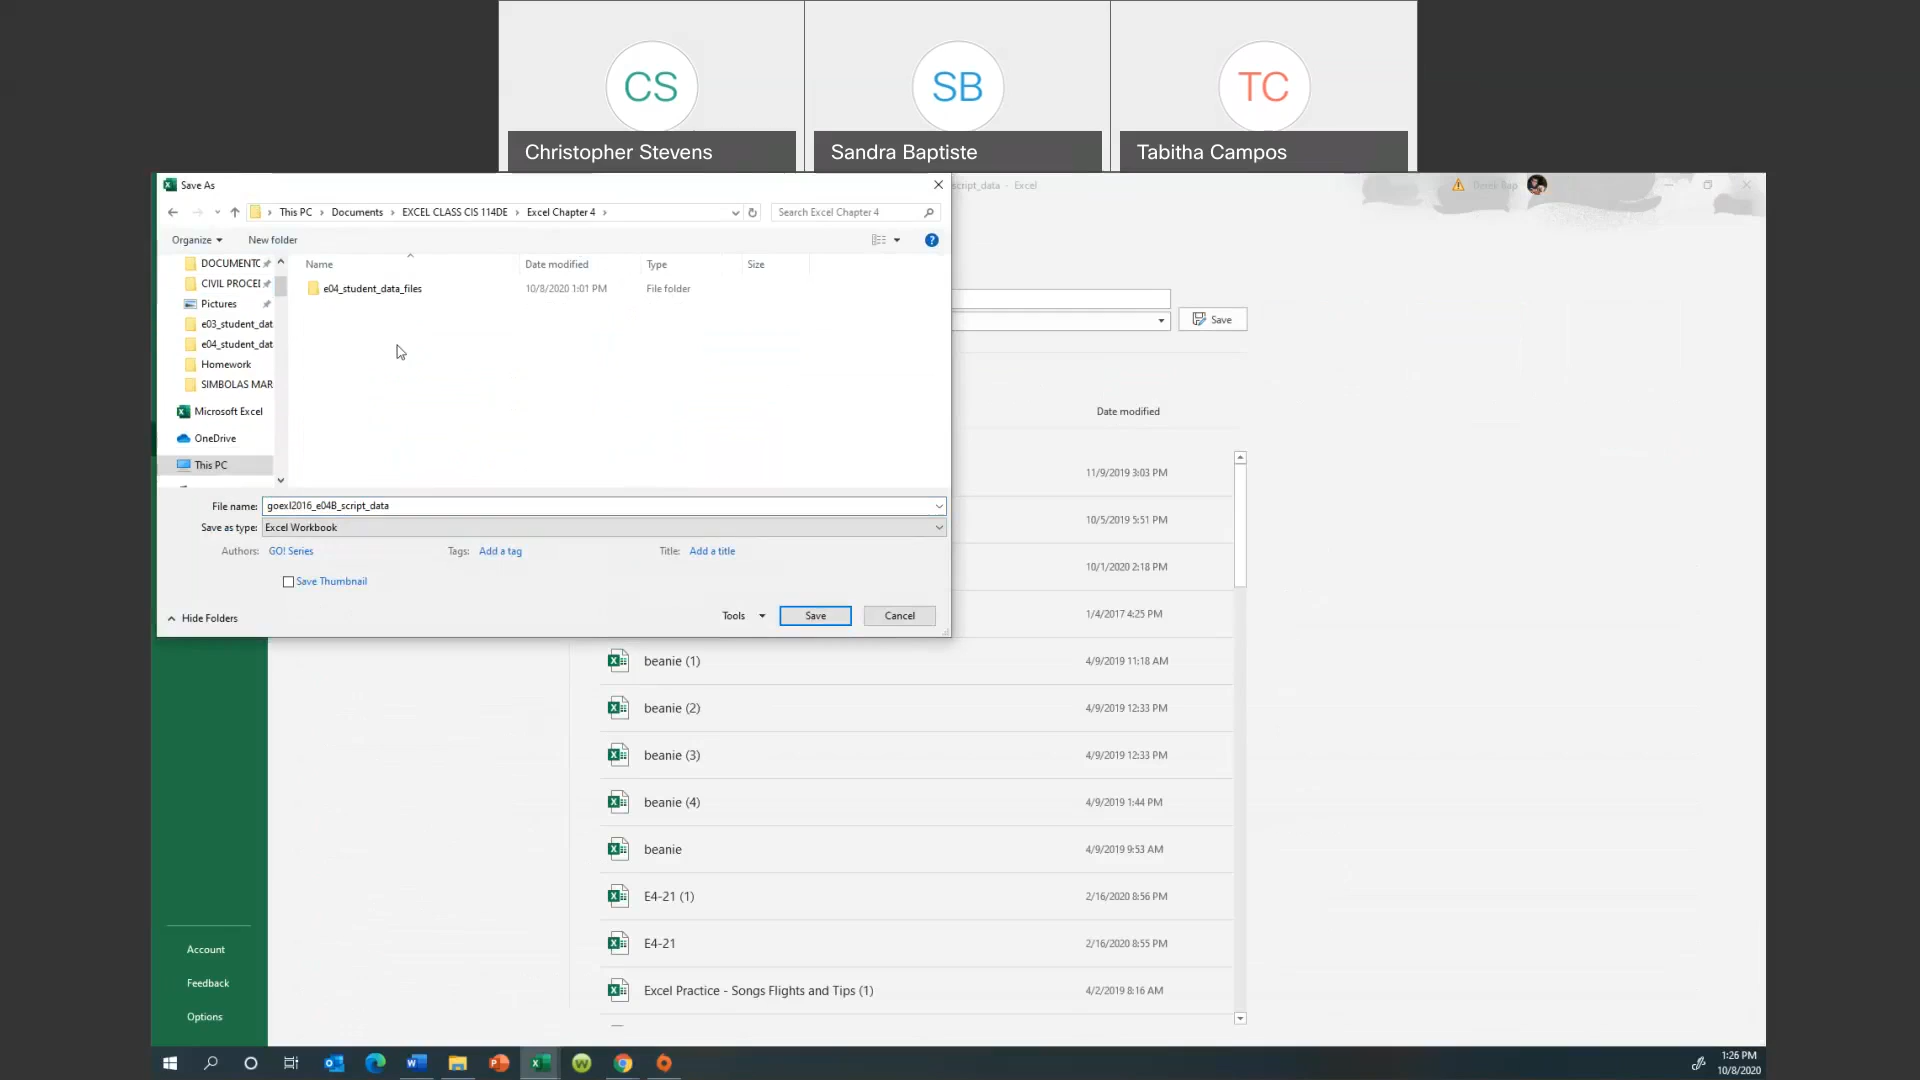 CS
SB
TC
Christopher Stevens
Sandra Baptiste
Tabitha Campos
Save As
script_data - Excel
Derek Rap
This PC > Documents > EXCEL CLASS CIS 114DE > Excel Chapter 4 >
Search Excel Chapter 4
Organize
New folder
?
Name
Date modified
Type
Size
DOCUMENTC
CIVIL PROCEI
Pictures
e03_student_dat
e04_student_dat
Homework
SIMBOLAS MAR
Microsoft Excel
OneDrive
This PC
e04_student_data_files
10/8/2020 1:01 PM
File folder
File name: goexl2016_e04B_script_data
Save as type: Excel Workbook
Authors: GO! Series
Tags: Add a tag
Title: Add a title
Save Thumbnail
Hide Folders
Tools
Save
Cancel
Save
Date modified
11/9/2019 3:03 PM
10/5/2019 5:51 PM
10/1/2020 2:18 PM
1/4/2017 4:25 PM
beanie (1) 4/9/2019 11:18 AM
beanie (2) 4/9/2019 12:33 PM
beanie (3) 4/9/2019 12:33 PM
beanie (4) 4/9/2019 1:44 PM
beanie 4/9/2019 9:53 AM
E4-21 (1) 2/16/2020 8:56 PM
E4-21 2/16/2020 8:55 PM
Excel Practice - Songs Flights and Tips (1) 4/2/2019 8:16 AM
Account
Feedback
Options
1:26 PM
10/8/2020